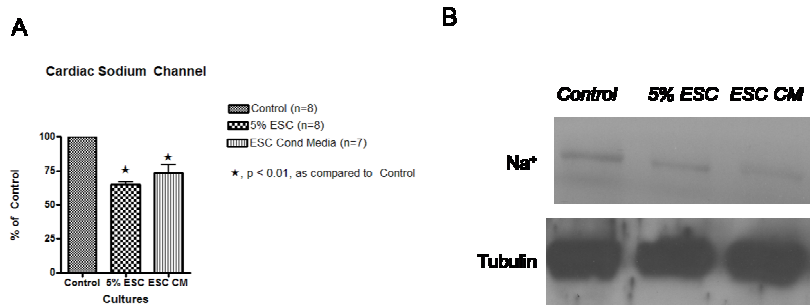 A
Cardiac Sodium Channel
Control (n=8)
5% ESC (n=8)
ESC Cond Media (n=7)
★, p < 0.01, as compared to Control
% of Control
100
75
50
25
0
★
★
Control 5% ESC ESC CM
Cultures
B
Control 5% ESC ESC CM
Na⁺
Tubulin